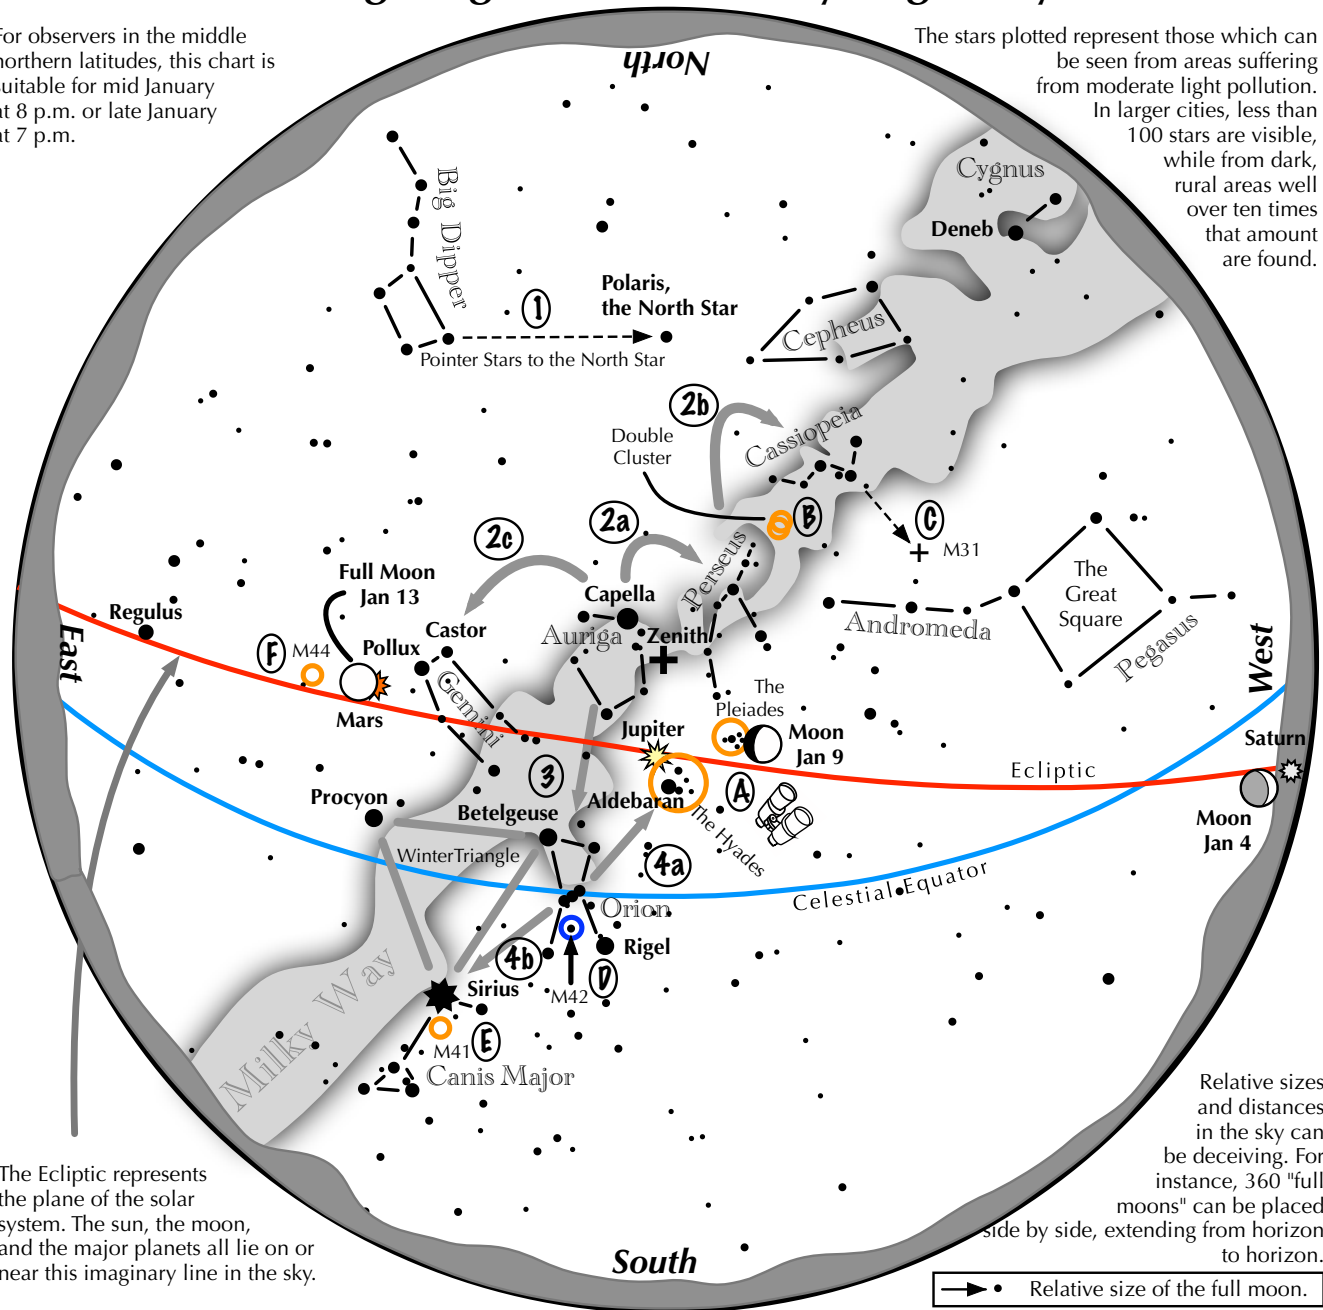 North
For observers in the middle
northern latitudes, this chart is
suitable for mid January
at 8 p.m. or late January
at 7 p.m.
The stars plotted represent those which can
be seen from areas suffering
from moderate light pollution.
In larger cities, less than
100 stars are visible,
while from dark,
rural areas well
over ten times
that amount
are found.
Cygnus
Deneb
Big Dipper
Polaris,
the North Star
1
Pointer Stars to the North Star
Cepheus
2b
Double
Cluster
Cassiopeia
B
C
M31
2a
2c
Perseus
Full Moon
Jan 13
Capella
Auriga
Zenith
Regulus
East
F
M44
Pollux
Castor
Gemini
Mars
The
Great
Square
Andromeda
Pegasus
West
The
Pleiades
Moon
Jan 9
Jupiter
Ecliptic
Saturn
Moon
Jan 4
3
Procyon
Betelgeuse
Aldebaran
A
The Hyades
Winter Triangle
4a
Celestial Equator
Orion
Rigel
4b
D
M42
Sirius
M41
E
Canis Major
Milky Way
The Ecliptic represents
the plane of the solar
system. The sun, the moon,
and the major planets all lie on or
near this imaginary line in the sky.
South
Relative sizes
and distances
in the sky can
be deceiving. For
instance, 360 "full
moons" can be placed
side by side, extending from horizon
to horizon.
Relative size of the full moon.